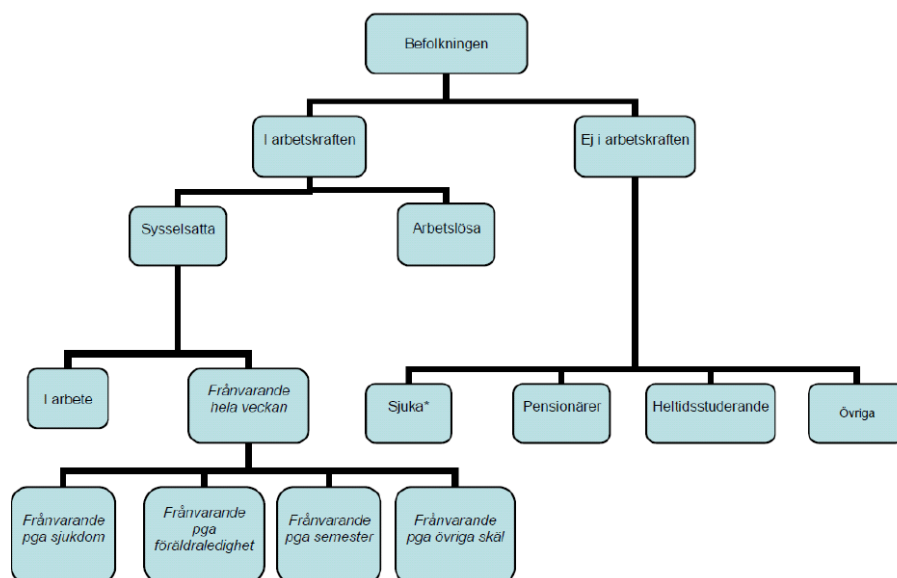 Befolkningen
I arbetskraften
Ej i arbetskraften
Sysselsatta
Arbetslösa
I arbete
Frånvarande
hela veckan
Sjuka*
Pensionärer
Heltidsstuderande
Övriga
Frånvarande
pga sjukdom
Frånvarande
pga
föräldraledighet
Frånvarande
pga semester
Frånvarande
pga övriga skäl